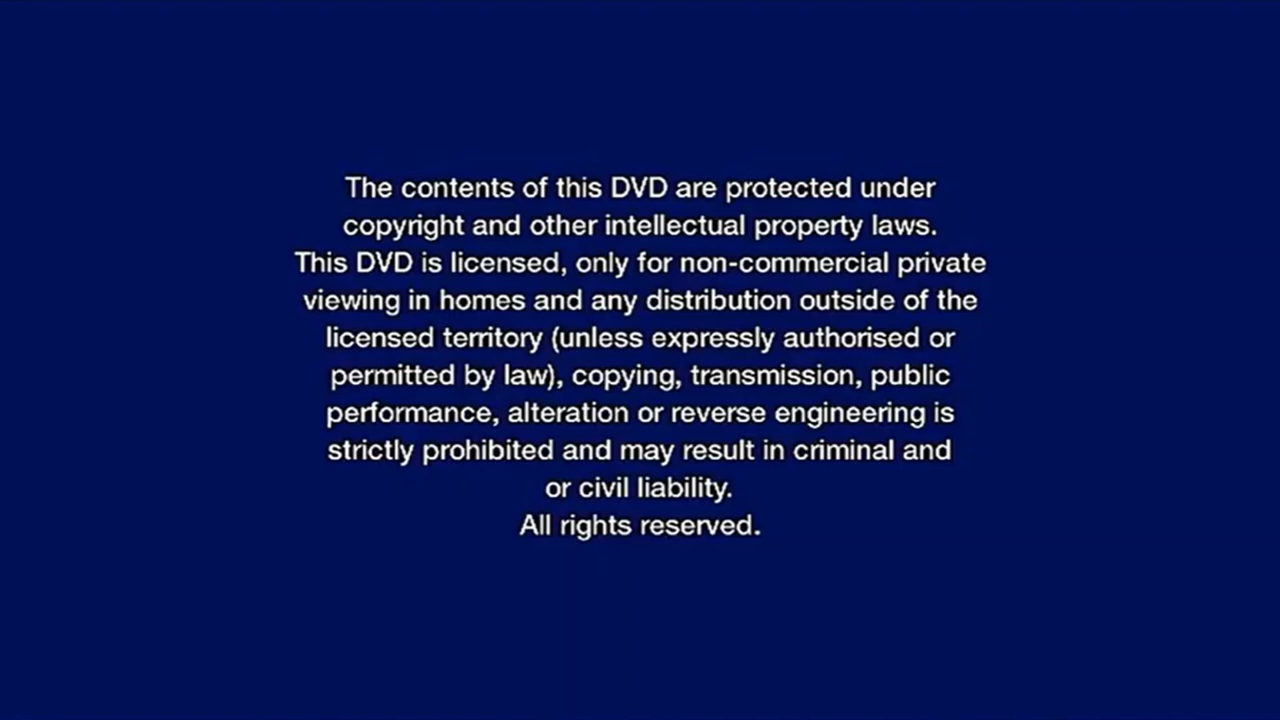 The contents of this DVD are protected under
copyright and other intellectual property laws.
This DVD is licensed, only for non-commercial private
viewing in homes and any distribution outside of the
licensed territory (unless expressly authorised or
permitted by law), copying, transmission, public
performance, alteration or reverse engineering is
strictly prohibited and may result in criminal and
or civil liability.
All rights reserved.